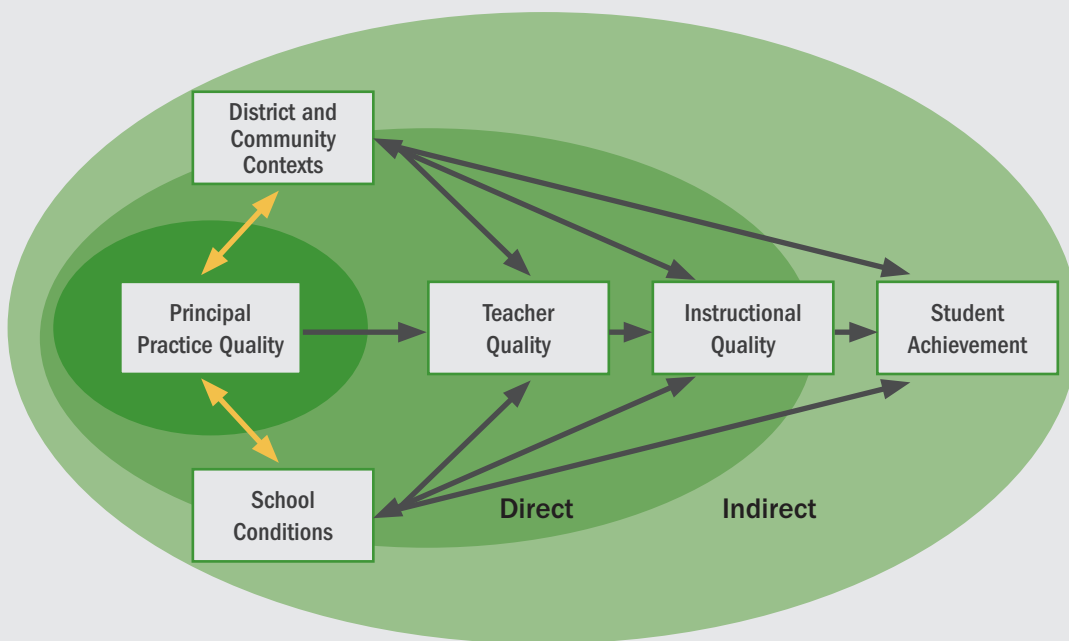 District and
Community
Contexts
Principal
Practice Quality
Teacher
Quality
Instructional
Quality
Student
Achievement
School
Conditions
Direct
Indirect